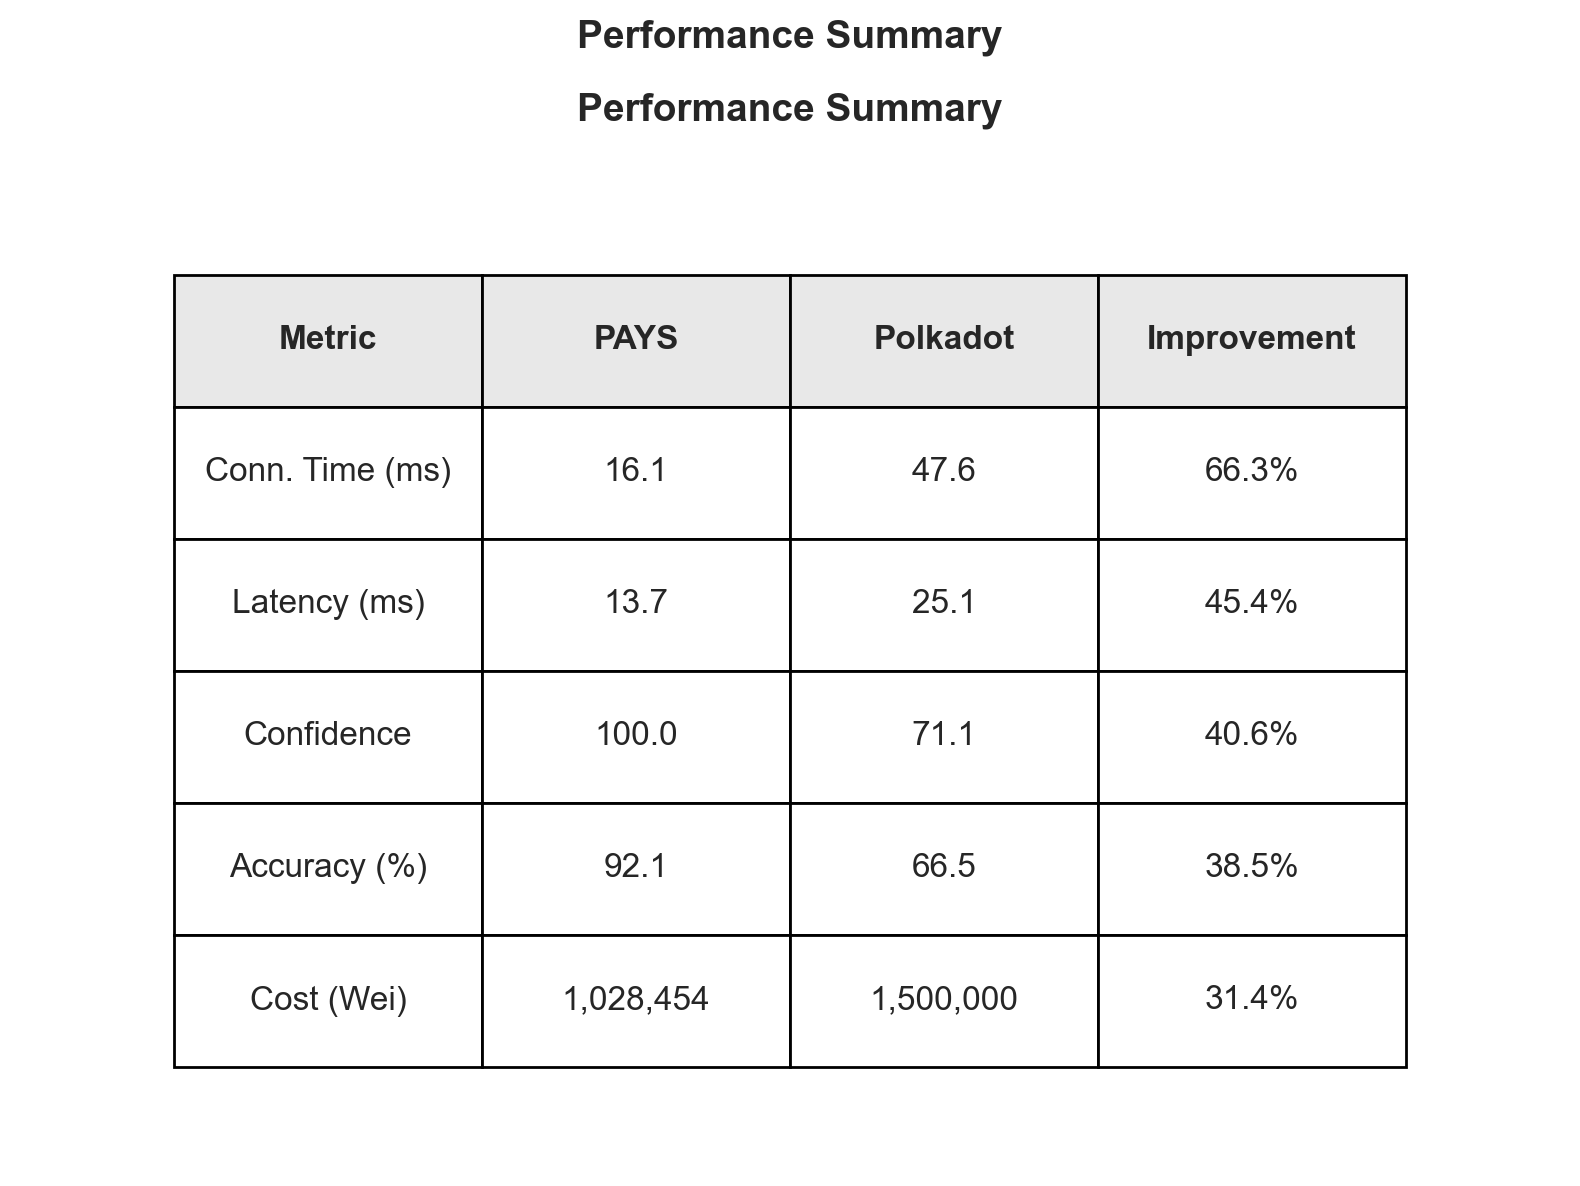 Performance Summary
Performance Summary
Metric PAYS Polkadot Improvement
Conn. Time (ms) 16.1 47.6 66.3%
Latency (ms) 13.7 25.1 45.4%
Confidence 100.0 71.1 40.6%
Accuracy (%) 92.1 66.5 38.5%
Cost (Wei) 1,028,454 1,500,000 31.4%